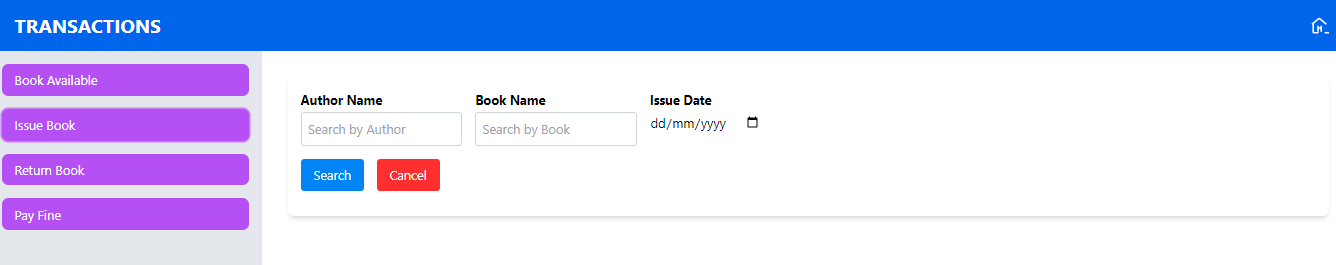 TRANSACTIONS
Book Available
Issue Book
Return Book
Pay Fine
Author Name Book Name Issue Date
Search by Author Search by Book dd/mm/yyyy
Search Cancel